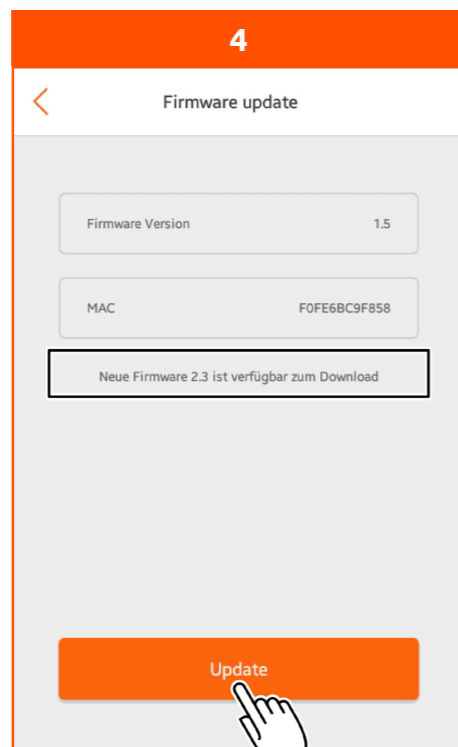 4
Firmware update
Firmware Version 1.5
MAC F0FE6BC9F858
Neue Firmware 2.3 ist verfügbar zum Download
Update